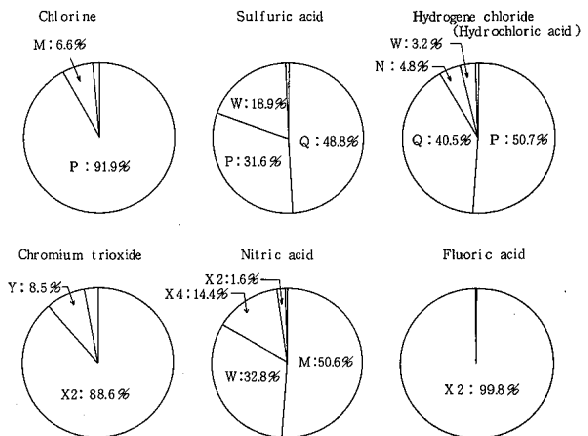 Chlorine
M:6.6%
P:91.9%
Sulfuric acid
W:18.9%
Q:48.8%
P:31.6%
Hydrogene chloride
(Hydrochloric acid)
W:3.2%
N:4.8%
Q:40.5%
P:50.7%
Chromium trioxide
Y:8.5%
X2:88.6%
Nitric acid
X2:1.6%
X4:14.4%
M:50.6%
W:32.8%
Fluoric acid
X2:99.8%